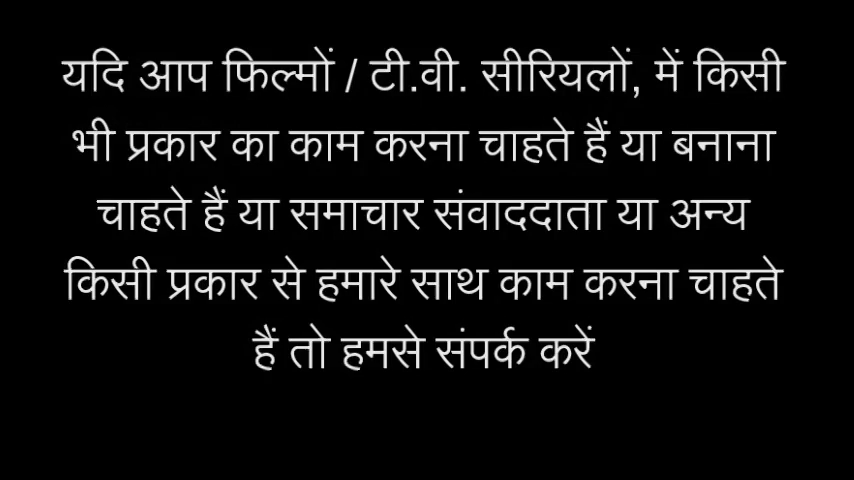 यदि आप फिल्मों / टी.वी. सीरियलों, में किसी
भी प्रकार का काम करना चाहते हैं या बनाना
चाहते हैं या समाचार संवाददाता या अन्य
किसी प्रकार से हमारे साथ काम करना चाहते
हैं तो हमसे संपर्क करें